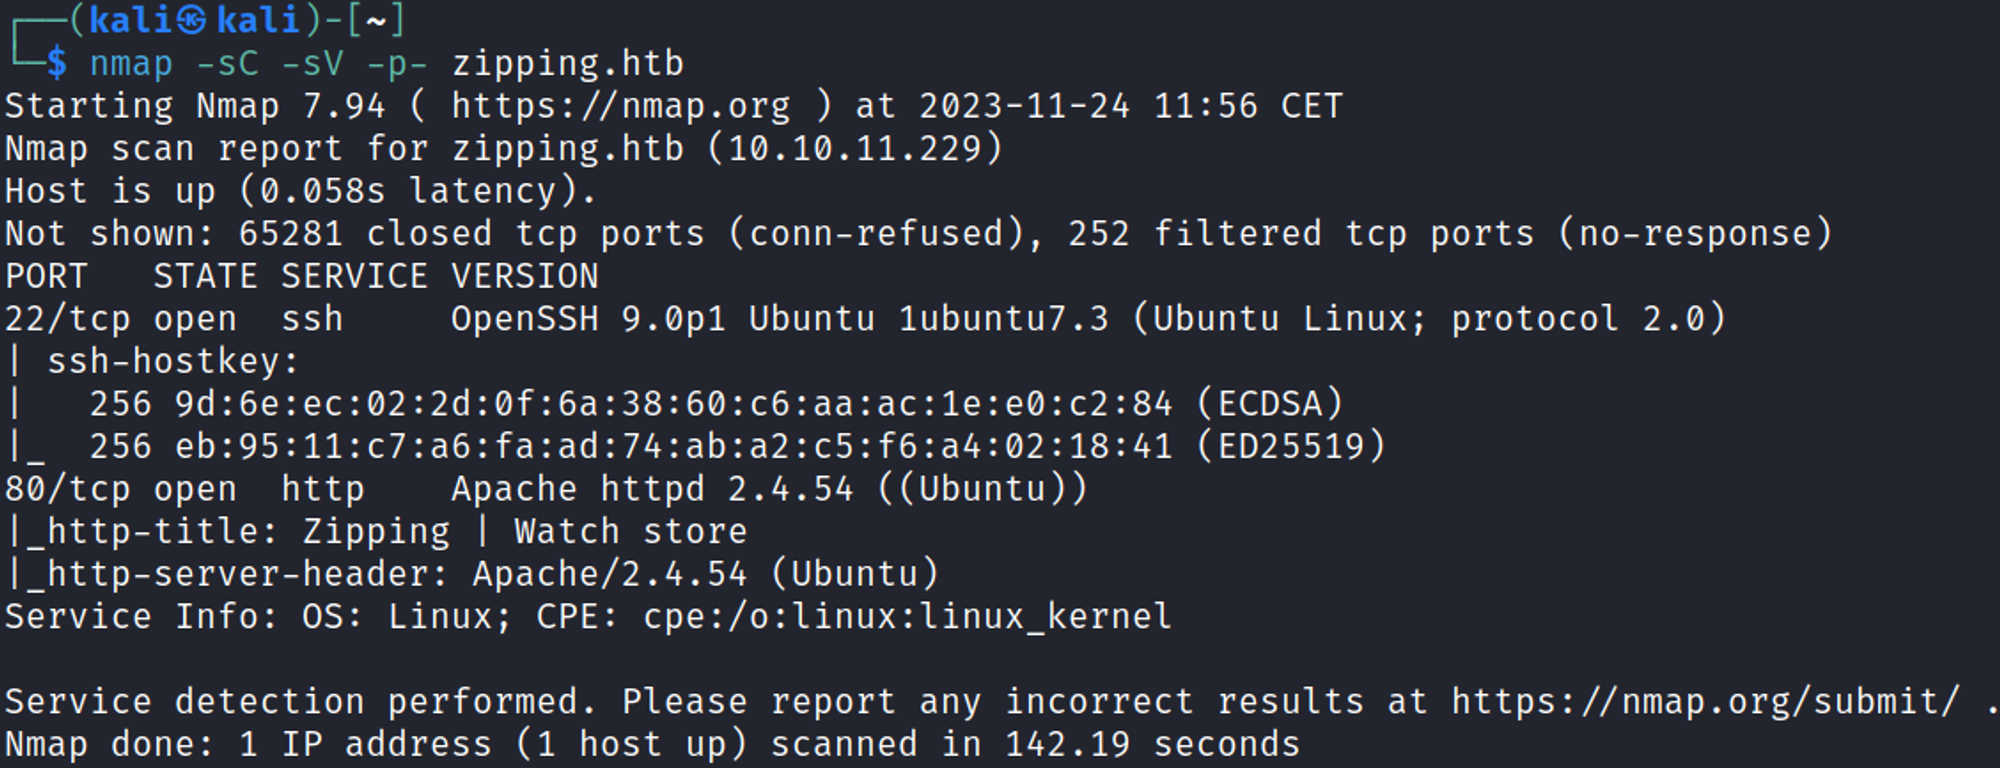 ┌──(kali㉿kali)-[~]
└─$ nmap -sC -sV -p- zipping.htb
Starting Nmap 7.94 ( https://nmap.org ) at 2023-11-24 11:56 CET
Nmap scan report for zipping.htb (10.10.11.229)
Host is up (0.058s latency).
Not shown: 65281 closed tcp ports (conn-refused), 252 filtered tcp ports (no-response)
PORT   STATE SERVICE VERSION
22/tcp open  ssh     OpenSSH 9.0p1 Ubuntu 1ubuntu7.3 (Ubuntu Linux; protocol 2.0)
| ssh-hostkey:
|   256 9d:6e:ec:02:2d:0f:6a:38:60:c6:aa:ac:1e:e0:c2:84 (ECDSA)
|_  256 eb:95:11:c7:a6:fa:ad:74:ab:a2:c5:f6:a4:02:18:41 (ED25519)
80/tcp open  http    Apache httpd 2.4.54 ((Ubuntu))
|_http-title: Zipping | Watch store
|_http-server-header: Apache/2.4.54 (Ubuntu)
Service Info: OS: Linux; CPE: cpe:/o:linux:linux_kernel
Service detection performed. Please report any incorrect results at https://nmap.org/submit/ .
Nmap done: 1 IP address (1 host up) scanned in 142.19 seconds